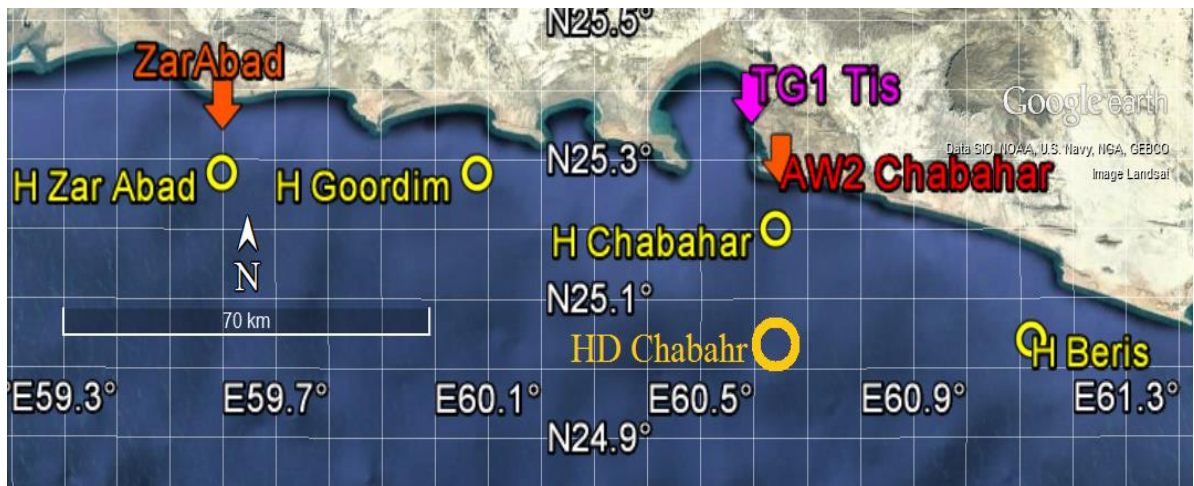 N25.5°
ZarAbad
TG1 Tis
Google earth
Data SIO, NOAA, U.S. Navy, NGA, GEBCO
Image Landsat
N25.3°
AW2 Chabahar
H Zar Abad
H Goordim
H Chabahar
N
N25.1°
70 km
HD Chabahr
H Beris
E59.3°
E59.7°
E60.1°
E60.5°
E60.9°
E61.3°
N24.9°